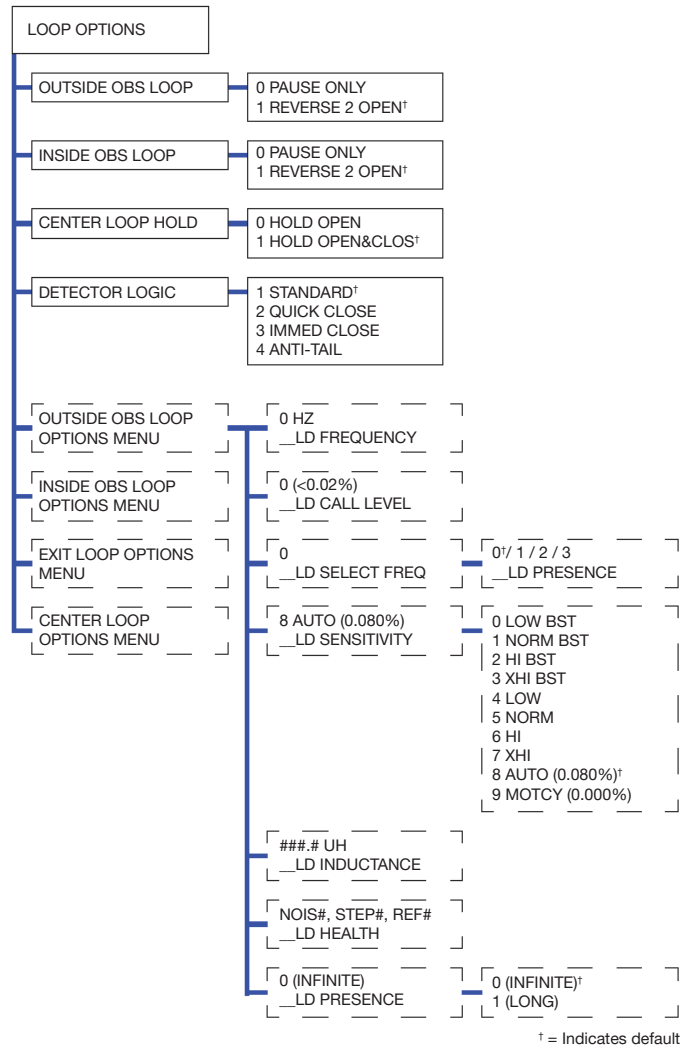 LOOP OPTIONS
OUTSIDE OBS LOOP
0 PAUSE ONLY
1 REVERSE 2 OPEN†
INSIDE OBS LOOP
0 PAUSE ONLY
1 REVERSE 2 OPEN†
CENTER LOOP HOLD
0 HOLD OPEN
1 HOLD OPEN&CLOS†
DETECTOR LOGIC
1 STANDARD†
2 QUICK CLOSE
3 IMMED CLOSE
4 ANTI-TAIL
OUTSIDE OBS LOOP
OPTIONS MENU
0 HZ
__LD FREQUENCY
INSIDE OBS LOOP
OPTIONS MENU
0 (<0.02%)
__LD CALL LEVEL
EXIT LOOP OPTIONS
MENU
0
__LD SELECT FREQ
0†/ 1 / 2 / 3
__LD PRESENCE
CENTER LOOP
OPTIONS MENU
8 AUTO (0.080%)
__LD SENSITIVITY
0 LOW BST
1 NORM BST
2 HI BST
3 XHI BST
4 LOW
5 NORM
6 HI
7 XHI
8 AUTO (0.080%)†
9 MOTCY (0.000%)
###.# UH
__LD INDUCTANCE
NOIS#, STEP#, REF#
__LD HEALTH
0 (INFINITE)
__LD PRESENCE
0 (INFINITE)†
1 (LONG)
† = Indicates default